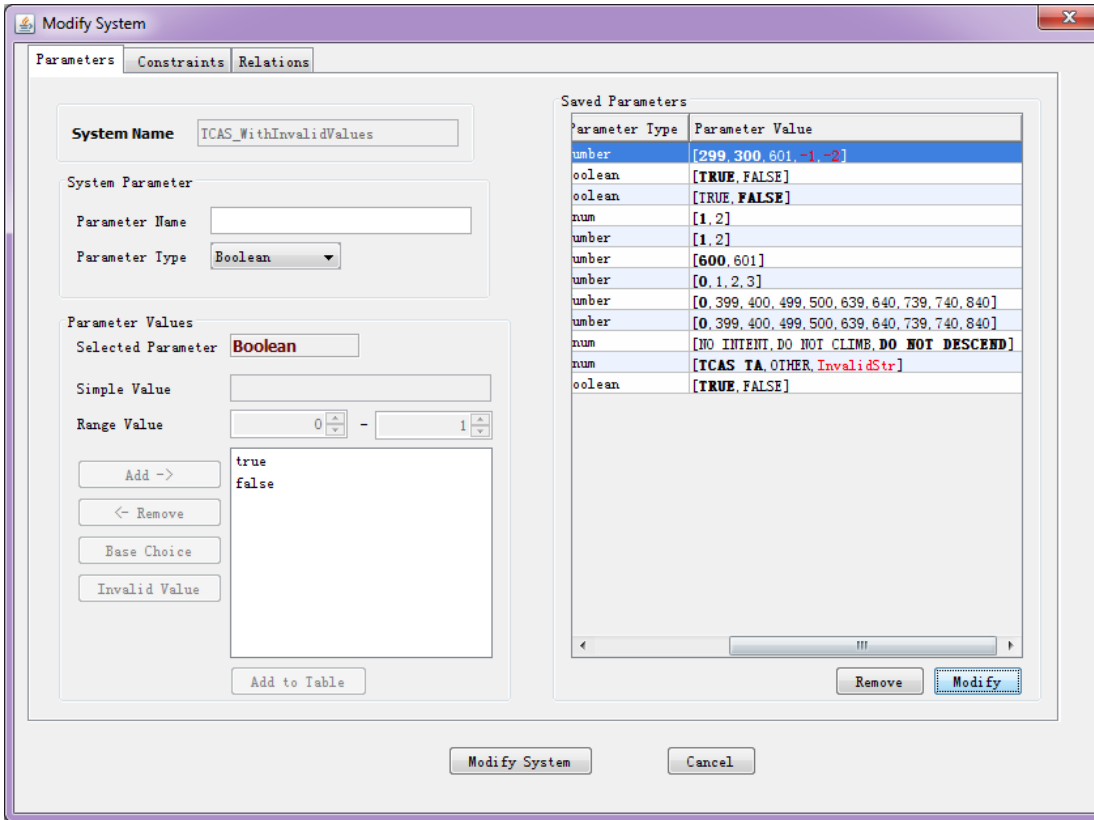 Modify System
Parameters Constraints Relations
System Name TCAS_WithInvalidValues
System Parameter
Parameter Name
Parameter Type Boolean
Parameter Values
Selected Parameter Boolean
Simple Value
Range Value 0 - 1
true
false
Add ->
<- Remove
Base Choice
Invalid Value
Add to Table
Saved Parameters
Parameter Type Parameter Value
umber [299, 300, 601, -1, -2]
oolean [TRUE, FALSE]
oolean [TRUE, FALSE]
num [1, 2]
umber [1, 2]
umber [600, 601]
umber [0, 1, 2, 3]
umber [0, 399, 400, 499, 500, 639, 640, 739, 740, 840]
umber [0, 399, 400, 499, 500, 639, 640, 739, 740, 840]
num [NO INTENT, DO NOT CLIMB, DO NOT DESCEND]
num [TCAS TA, OTHER, InvalidStr]
oolean [TRUE, FALSE]
Remove Modify
Modify System Cancel